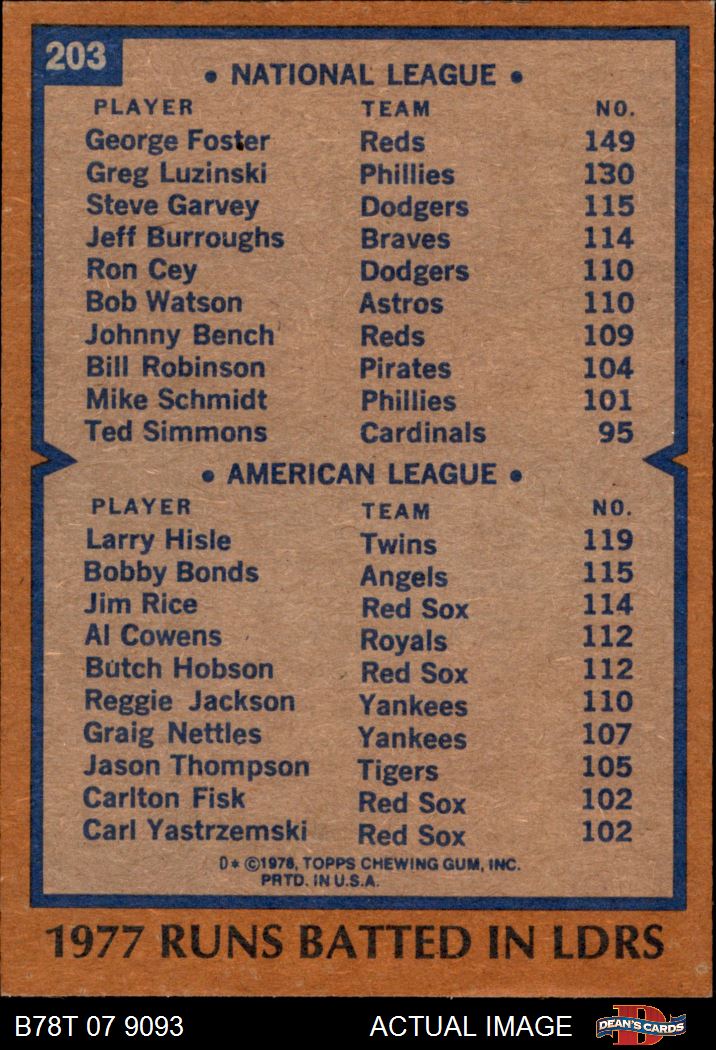 203
• NATIONAL LEAGUE •
PLAYER TEAM NO.
George Foster Reds 149
Greg Luzinski Phillies 130
Steve Garvey Dodgers 115
Jeff Burroughs Braves 114
Ron Cey Dodgers 110
Bob Watson Astros 110
Johnny Bench Reds 109
Bill Robinson Pirates 104
Mike Schmidt Phillies 101
Ted Simmons Cardinals 95
• AMERICAN LEAGUE •
PLAYER TEAM NO.
Larry Hisle Twins 119
Bobby Bonds Angels 115
Jim Rice Red Sox 114
Al Cowens Royals 112
Butch Hobson Red Sox 112
Reggie Jackson Yankees 110
Graig Nettles Yankees 107
Jason Thompson Tigers 105
Carlton Fisk Red Sox 102
Carl Yastrzemski Red Sox 102
D* ©1978, TOPPS CHEWING GUM, INC.
PRTD. IN U.S.A.
1977 RUNS BATTED IN LDRS
B78T 07 9093 ACTUAL IMAGE D DEAN'S CARDS